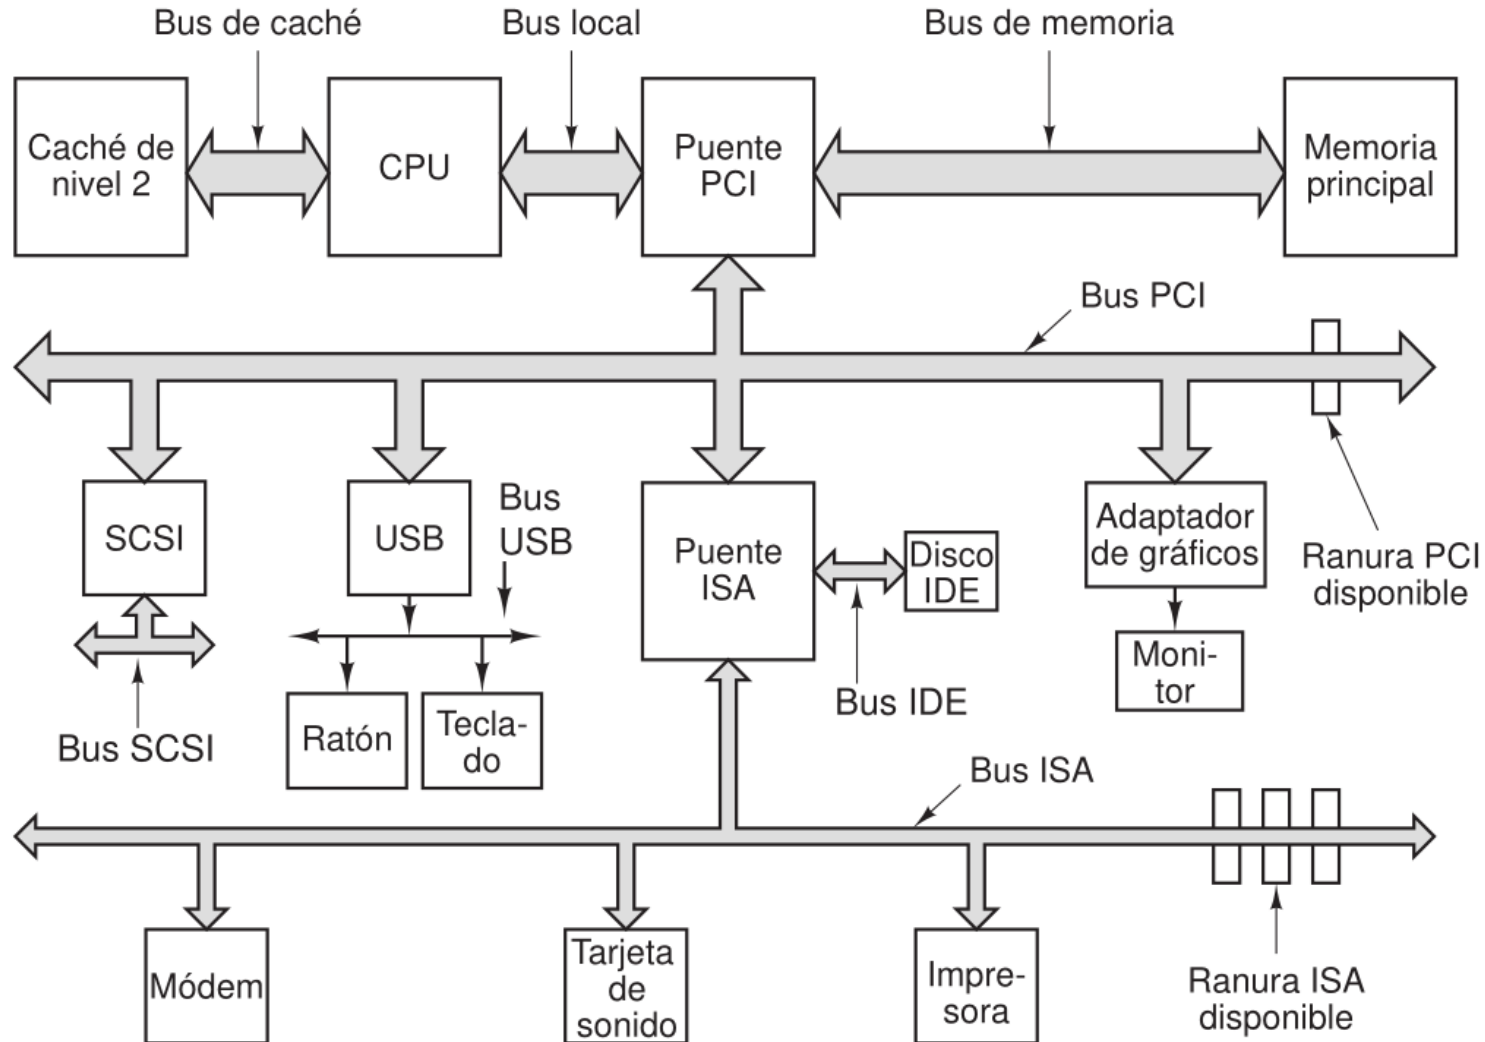 Bus de caché
Bus local
Bus de memoria
Caché de
nivel 2
CPU
Puente
PCI
Memoria
principal
Bus PCI
SCSI
USB
Bus
USB
Puente
ISA
Disco
IDE
Adaptador
de gráficos
Ranura PCI
disponible
Moni-
tor
Bus IDE
Bus SCSI
Ratón
Tecla-
do
Bus ISA
Módem
Tarjeta
de
sonido
Impre-
sora
Ranura ISA
disponible